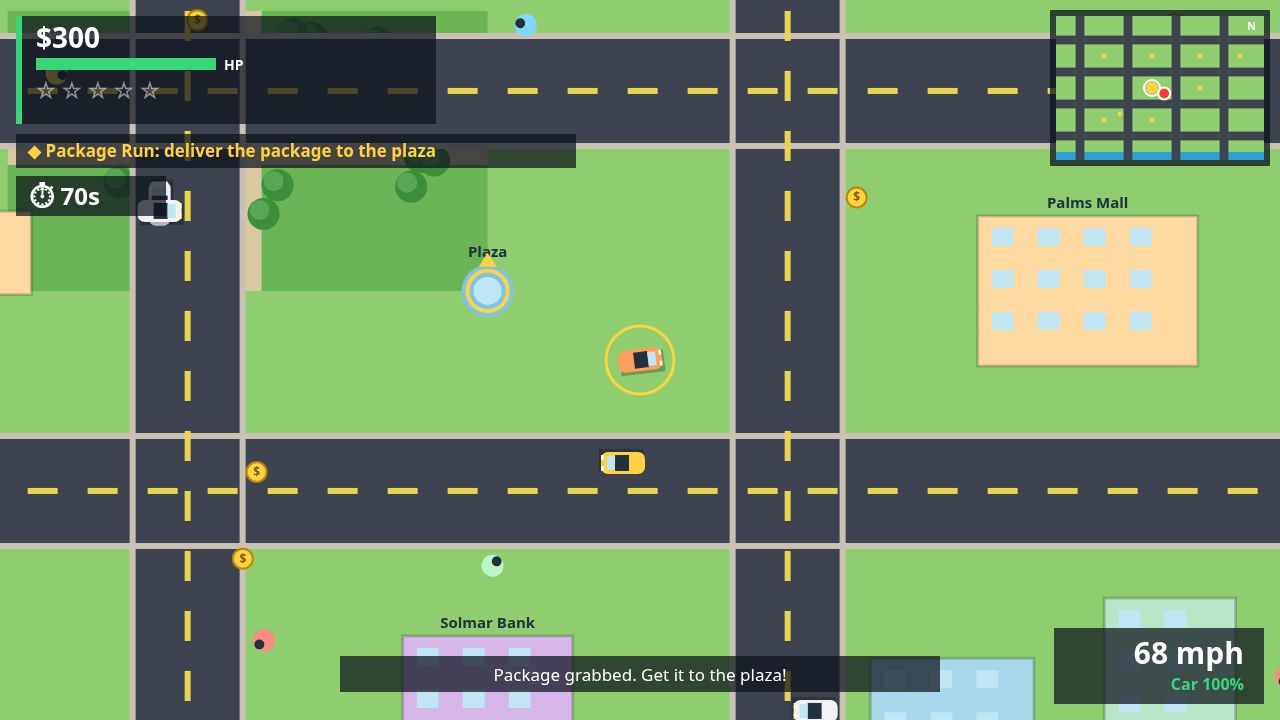 $300
HP
N
◆ Package Run: deliver the package to the plaza
⏱ 70s
Palms Mall
Plaza
Solmar Bank
Package grabbed. Get it to the plaza!
68 mph
Car 100%
$
$
$
$